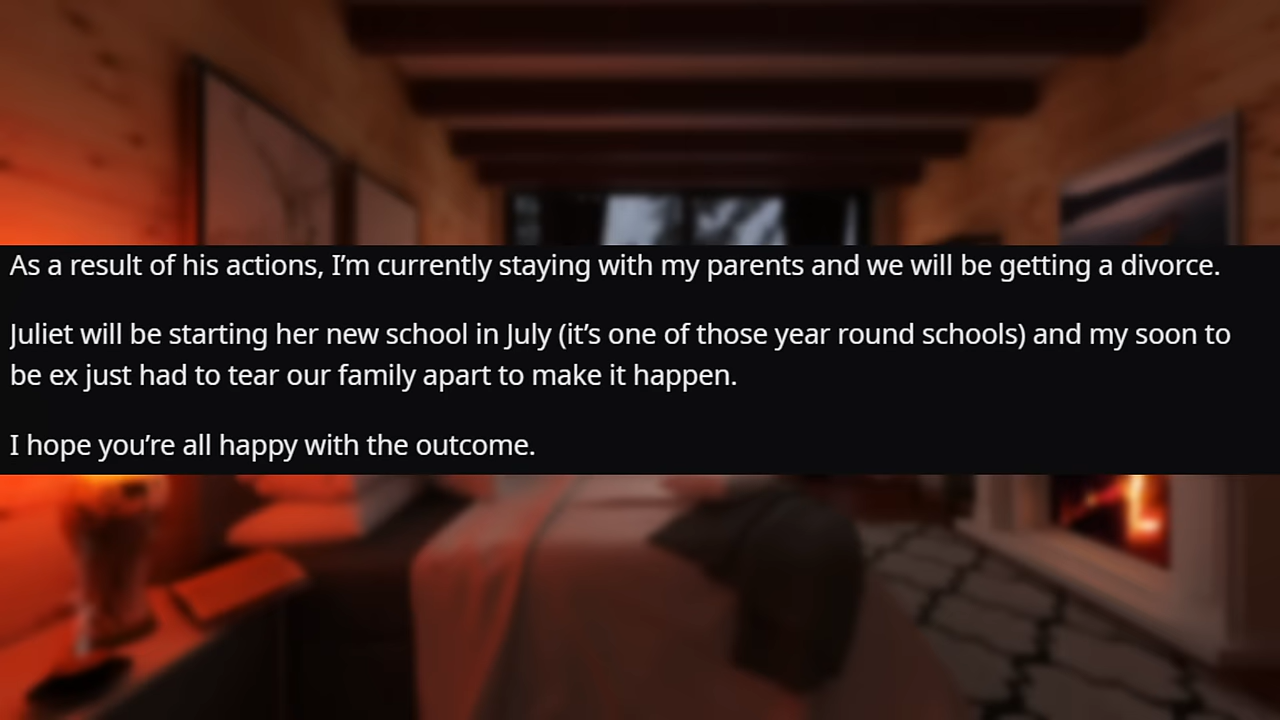 As a result of his actions, I’m currently staying with my parents and we will be getting a divorce.
Juliet will be starting her new school in July (it’s one of those year round schools) and my soon to
be ex just had to tear our family apart to make it happen.
I hope you’re all happy with the outcome.